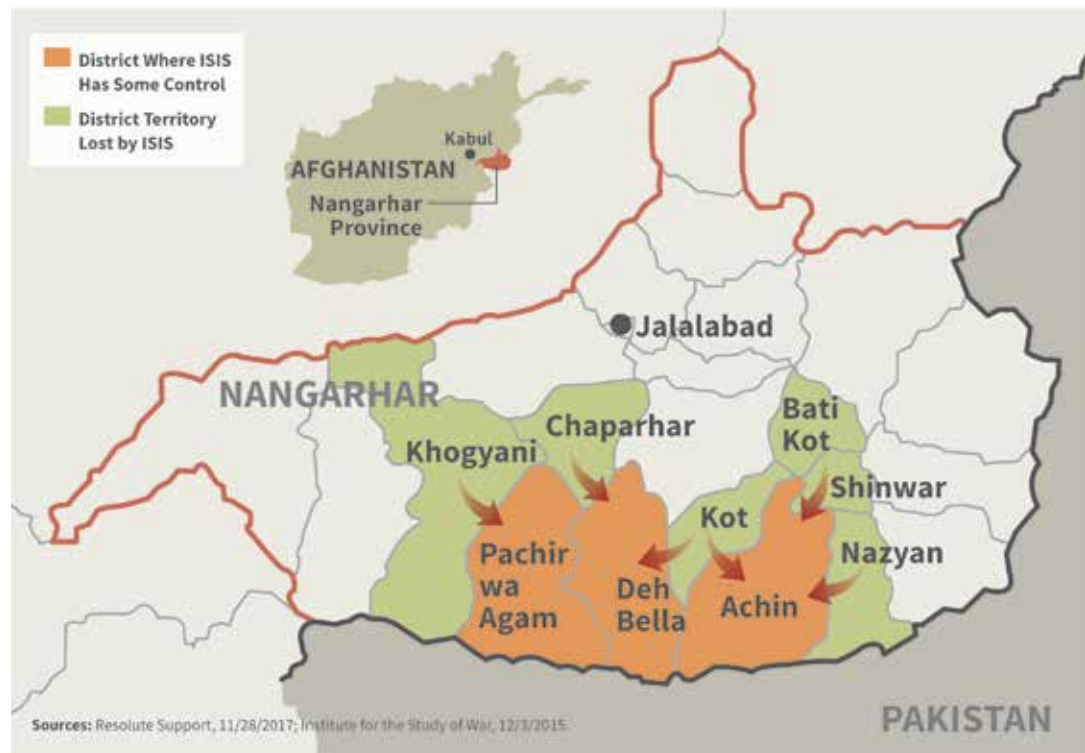 District Where ISIS
Has Some Control
District Territory
Lost by ISIS
Kabul
AFGHANISTAN
Nangarhar
Province
Jalalabad
NANGARHAR
Khogyani
Chaparhar
Bati
Kot
Shinwar
Kot
Nazyan
Pachir
wa
Agam
Deh
Bella
Achin
Sources: Resolute Support, 11/28/2017; Institute for the Study of War, 12/3/2015.
PAKISTAN